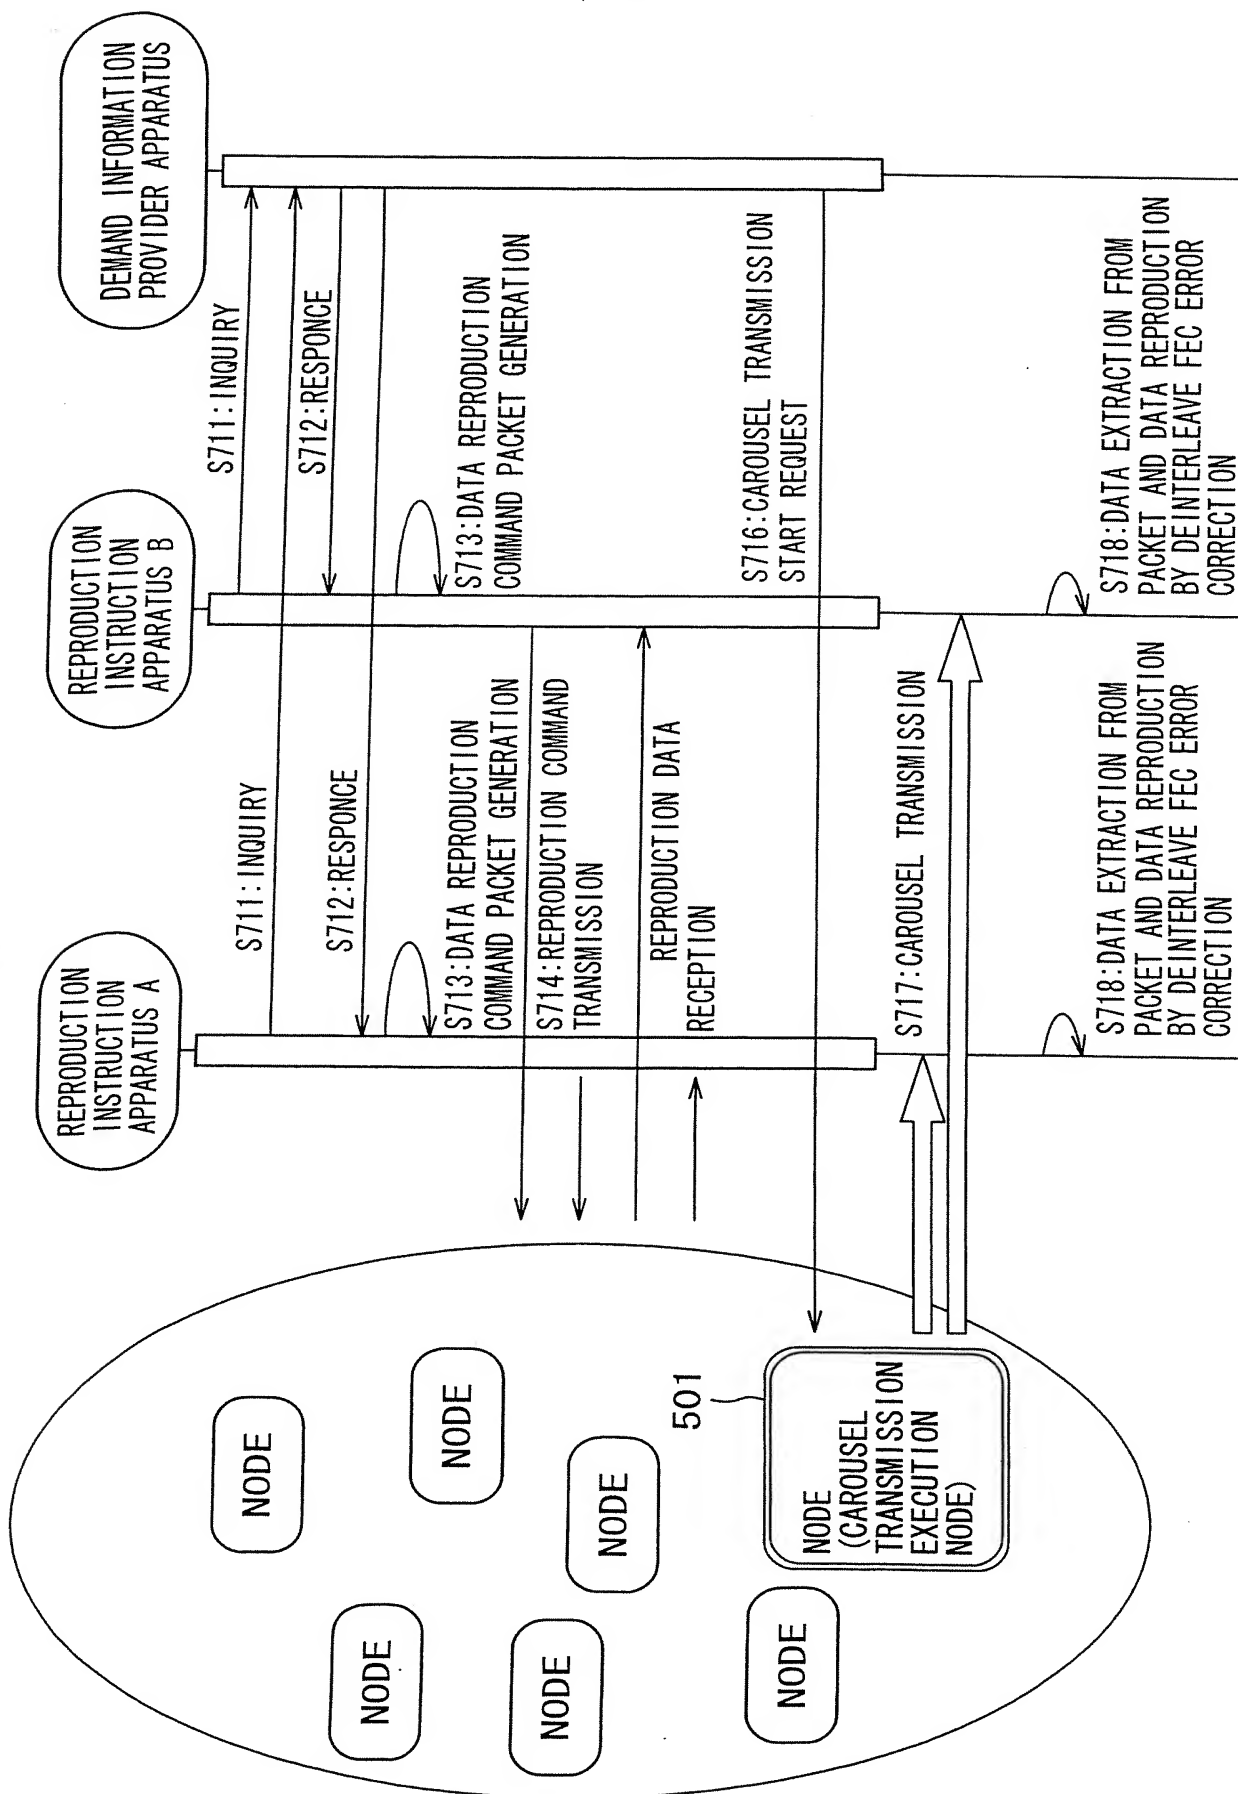 DEMAND INFORMATION
PROVIDER APPARATUS
REPRODUCTION
INSTRUCTION
APPARATUS B
REPRODUCTION
INSTRUCTION
APPARATUS A
S711:INQUIRY
S711:INQUIRY
S712:RESPONCE
S712:RESPONCE
S713:DATA REPRODUCTION
COMMAND PACKET GENERATION
S713:DATA REPRODUCTION
COMMAND PACKET GENERATION
S714:REPRODUCTION COMMAND
TRANSMISSION
REPRODUCTION DATA
RECEPTION
S716:CAROUSEL TRANSMISSION
START REQUEST
S717:CAROUSEL TRANSMISSION
S718:DATA EXTRACTION FROM
PACKET AND DATA REPRODUCTION
BY DEINTERLEAVE FEC ERROR
CORRECTION
S718:DATA EXTRACTION FROM
PACKET AND DATA REPRODUCTION
BY DEINTERLEAVE FEC ERROR
CORRECTION
NODE
NODE
NODE
NODE
NODE
NODE
501
NODE
(CAROUSEL
TRANSMISSION
EXECUTION
NODE)